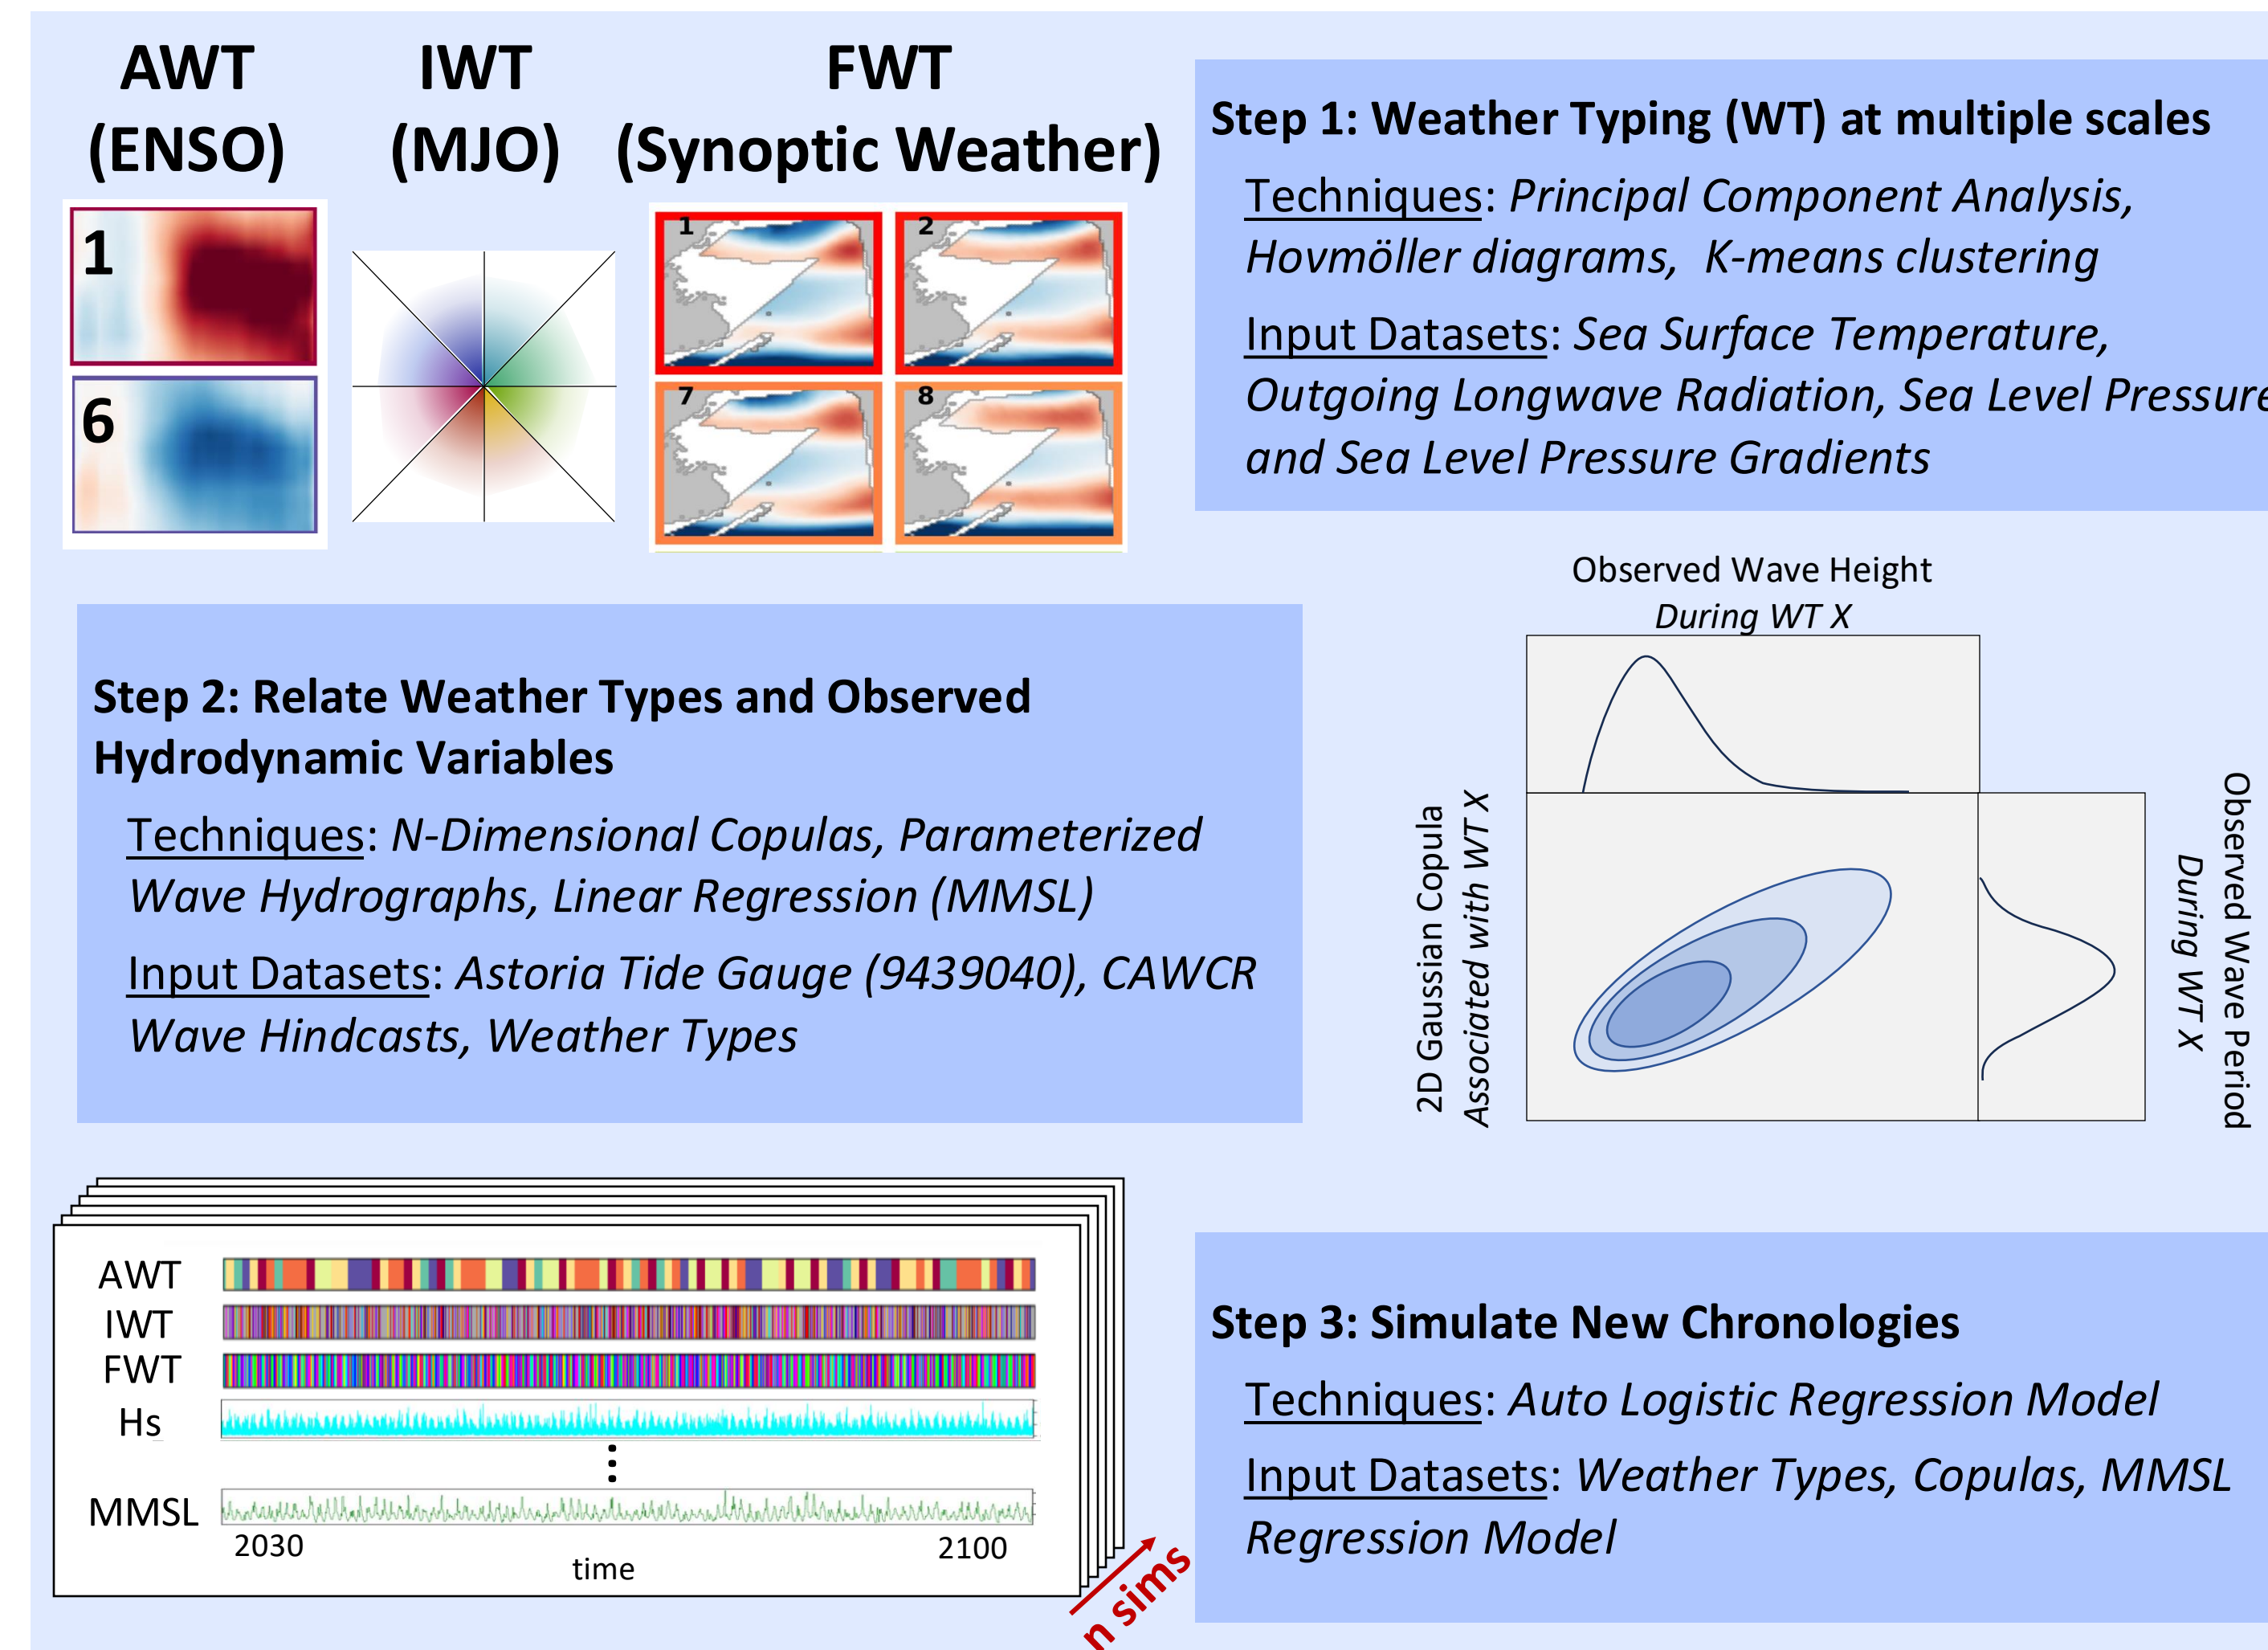 AWT
(ENSO)
IWT
(MJO)
FWT
(Synoptic Weather)
1
6
1
2
7
8
Step 1: Weather Typing (WT) at multiple scales
Techniques: Principal Component Analysis,
Hovmöller diagrams, K-means clustering
Input Datasets: Sea Surface Temperature,
Outgoing Longwave Radiation, Sea Level Pressure
and Sea Level Pressure Gradients
Step 2: Relate Weather Types and Observed
Hydrodynamic Variables
Techniques: N-Dimensional Copulas, Parameterized
Wave Hydrographs, Linear Regression (MMSL)
Input Datasets: Astoria Tide Gauge (9439040), CAWCR
Wave Hindcasts, Weather Types
Observed Wave Height
During WT X
2D Gaussian Copula
Associated with WT X
Observed Wave Period
During WT X
AWT
IWT
FWT
Hs
MMSL
2030
2100
time
n sims
Step 3: Simulate New Chronologies
Techniques: Auto Logistic Regression Model
Input Datasets: Weather Types, Copulas, MMSL
Regression Model